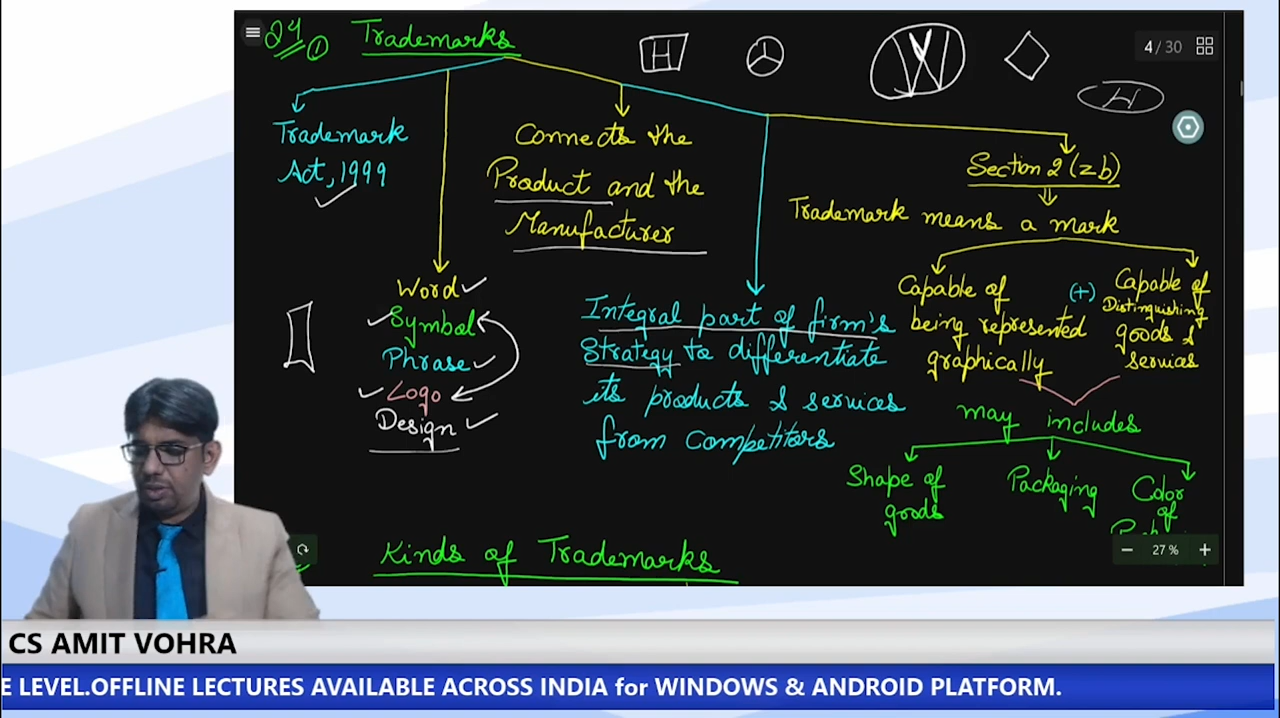 24 ① Trademarks
4 / 30
Trademark
Act, 1999
Word
Symbol
Phrase
Logo
Design
Connects the
Product and the
Manufacturer
Integral part of firm's
Strategy to differentiate
its products & services
from competitors
Section 2 (zb)
Trademark means a mark
Capable of
being represented
graphically
(+)
Capable of
Distinguishing
goods &
services
may includes
Shape of
goods
Packaging
Color
of
Kinds of Trademarks
27 %
CS AMIT VOHRA
E LEVEL.OFFLINE LECTURES AVAILABLE ACROSS INDIA for WINDOWS & ANDROID PLATFORM.